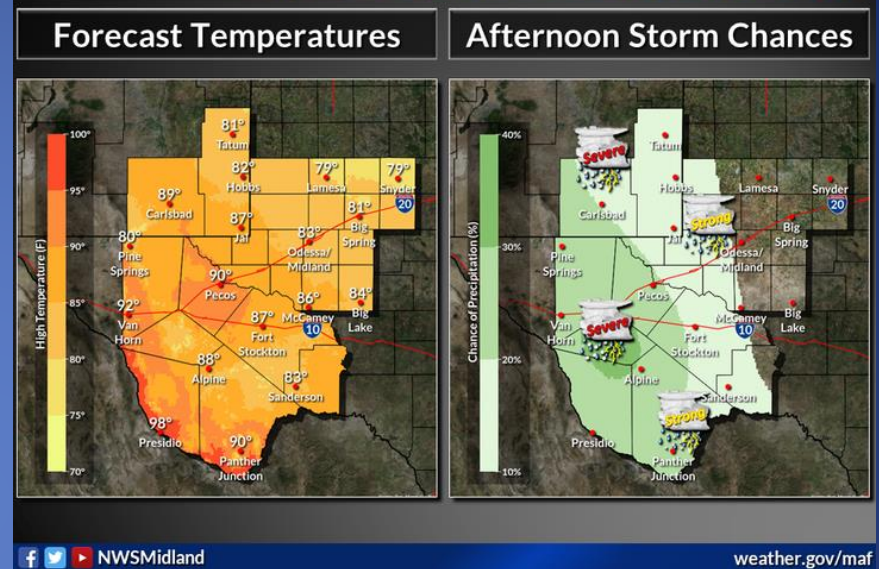 Forecast Temperatures
100°
95°
90°
85°
80°
75°
70°
High Temperature (F)
81°
Tatum
82°
Hobbs
79°
Lamesa
79°
Snyder
20
89°
Carlsbad
87°
Jal
81°
Big
Spring
83°
Odessa/
Midland
80°
Pine
Springs
90°
Pecos
92°
Van
Horn
86°
McCamey
10
84°
Big
Lake
87°
Fort
Stockton
88°
Alpine
83°
Sanderson
98°
Presidio
90°
Panther
Junction
Afternoon Storm Chances
40%
30%
20%
10%
Chance of Precipitation (%)
Severe
Tatum
Hobbs
Lamesa
Snyder
20
Carlsbad
Strong
Jal
Big
Spring
Odessa/
Midland
Pine
Springs
Pecos
Van
Horn
Severe
McCamey
10
Big
Lake
Fort
Stockton
Alpine
Sanderson
Strong
Presidio
Panther
Junction
NWSMidland
weather.gov/maf